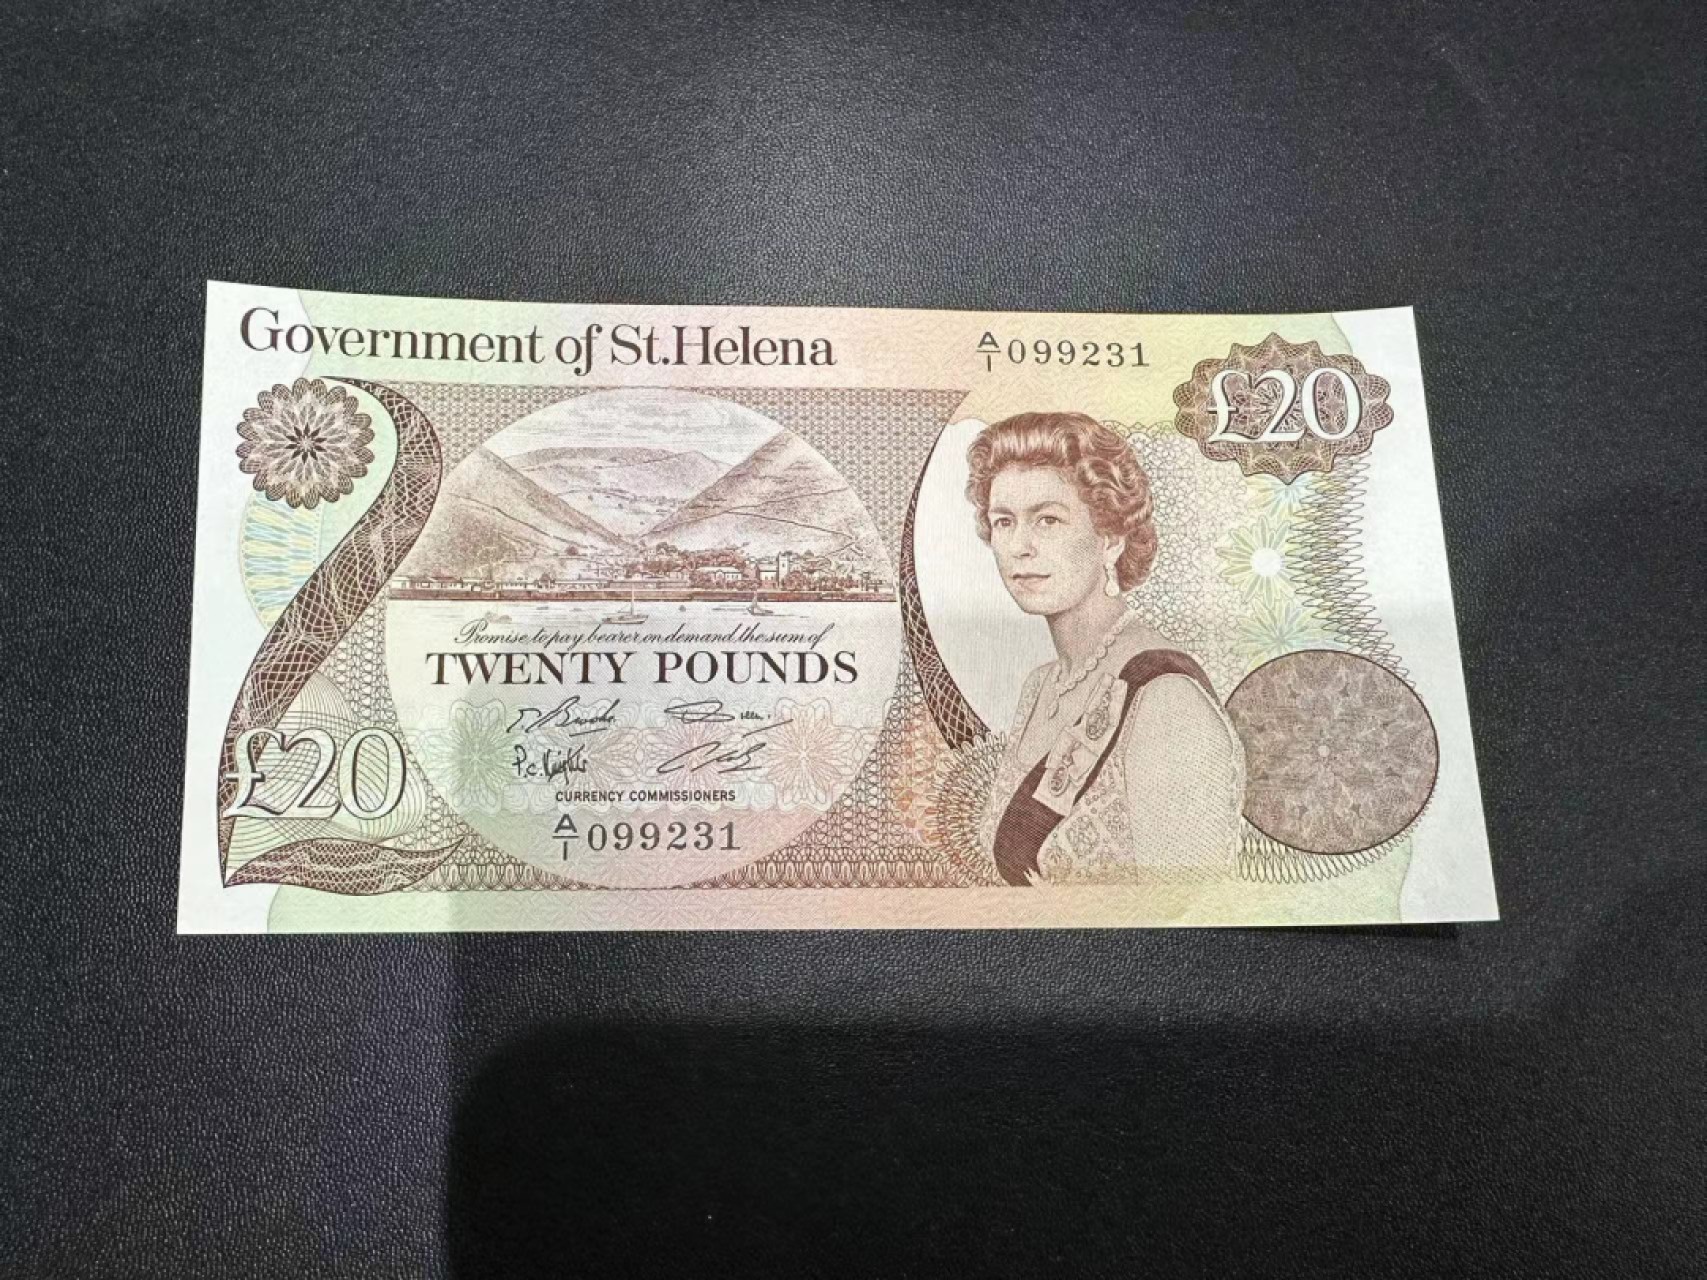 Government of St.Helena
A/1 099231
£20
Promise to pay bearer on demand the sum of
TWENTY POUNDS
P.C.
£20
CURRENCY COMMISSIONERS
A/1 099231